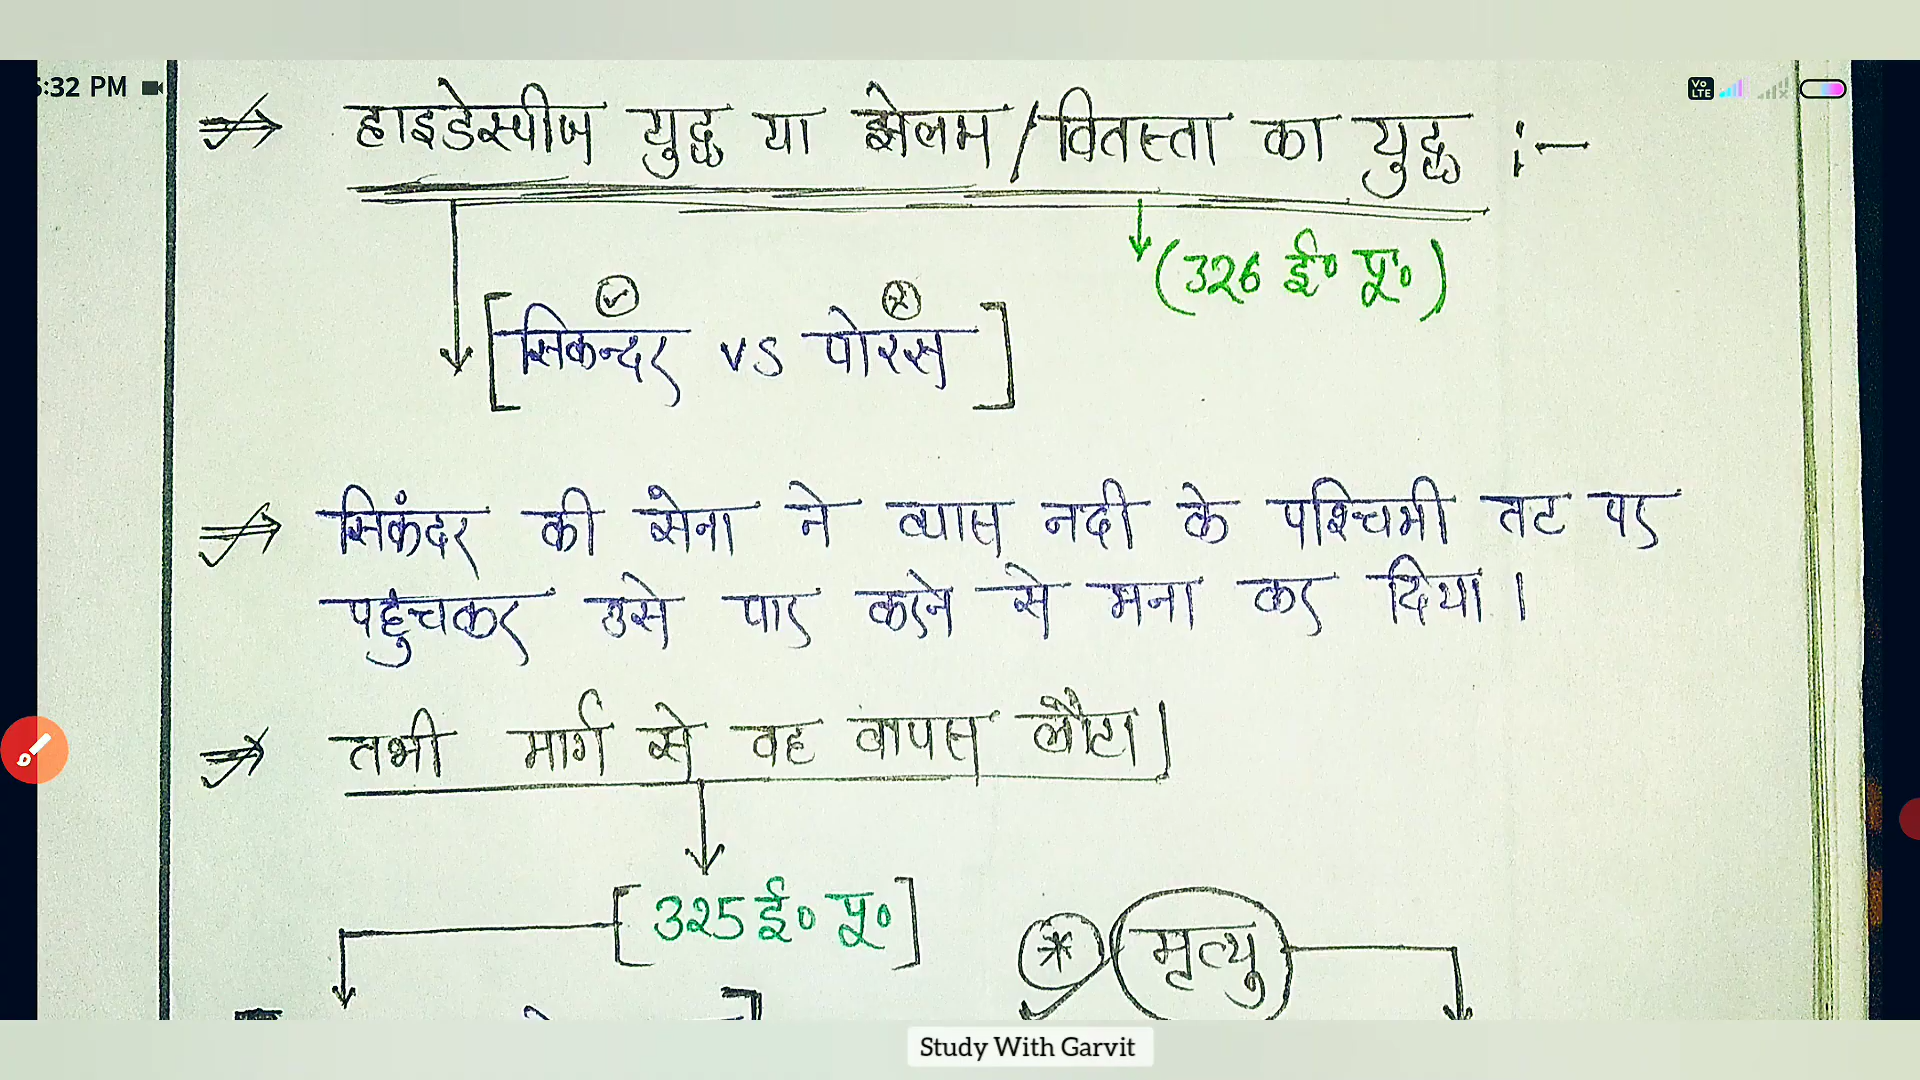 5:32 PM
हाइडेस्पीज युद्ध या झेलम/वितस्ता का युद्ध :-
(326 ई० पू०)
[सिकन्दर vs पोरस]
सिकंदर की सेना ने व्यास नदी के पश्चिमी तट पर
पहुंचकर उसे पार करने से मना कर दिया।
तभी मार्ग से वह वापस लौटा।
[325 ई० पू०]
* मृत्यु
Study With Garvit